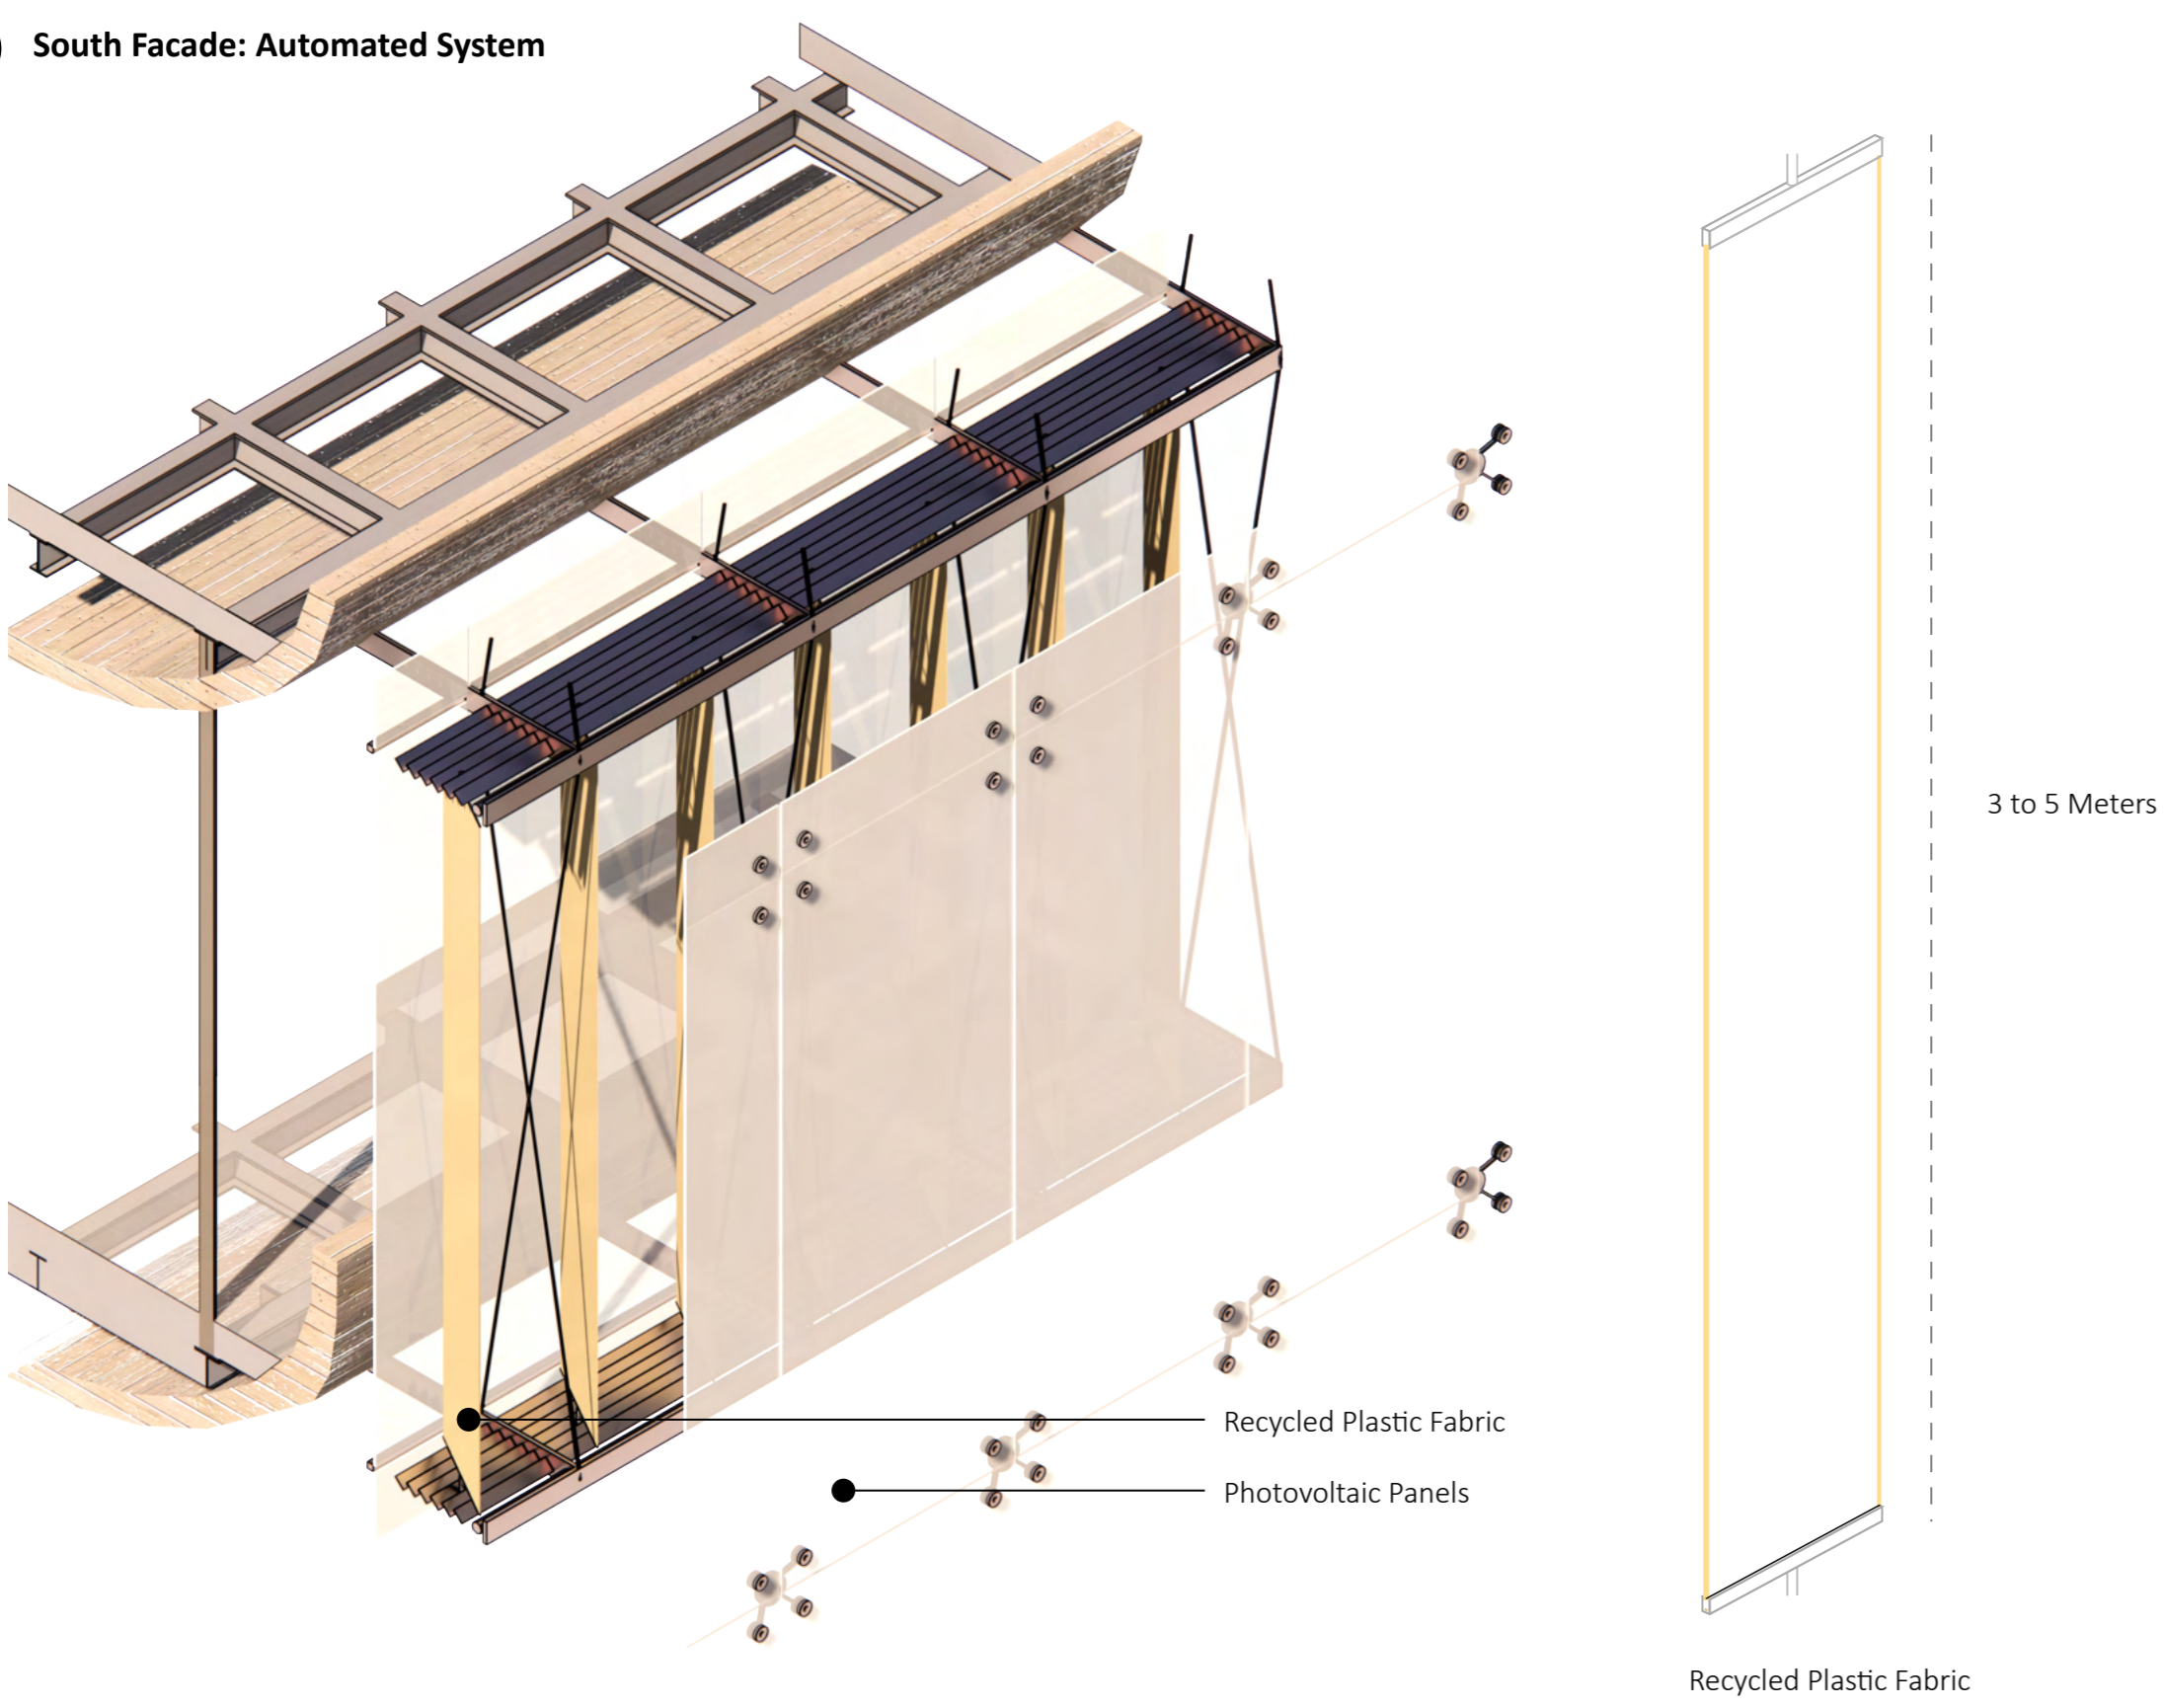 South Facade: Automated System
3 to 5 Meters
Recycled Plastic Fabric
Photovoltaic Panels
Recycled Plastic Fabric